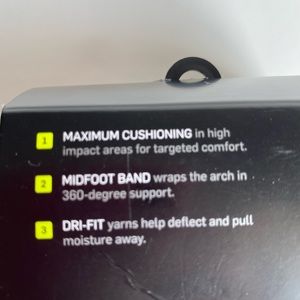 1 MAXIMUM CUSHIONING in high
impact areas for targeted comfort.
2 MIDFOOT BAND wraps the arch in
360-degree support.
3 DRI-FIT yarns help deflect and pull
moisture away.